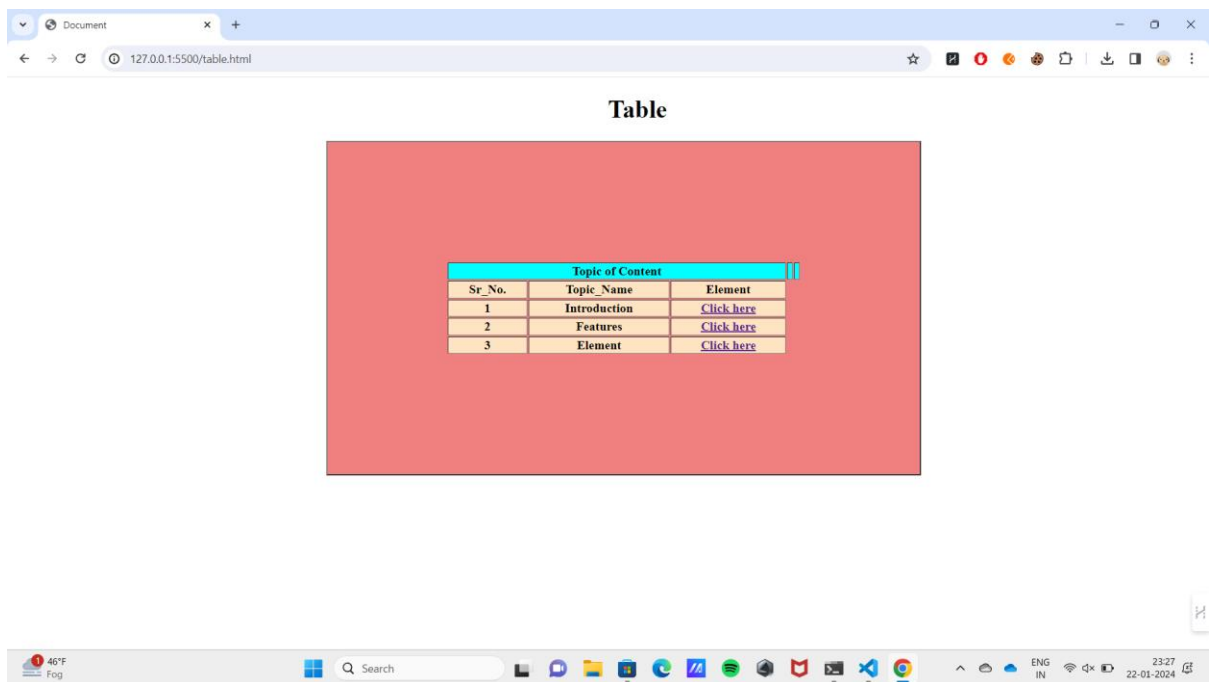 Document
127.0.0.1:5500/table.html
Table
Topic of Content
Sr_No. Topic_Name Element
1 Introduction Click here
2 Features Click here
3 Element Click here
1
46°F
Fog
Search
ENG
IN
23:27
22-01-2024